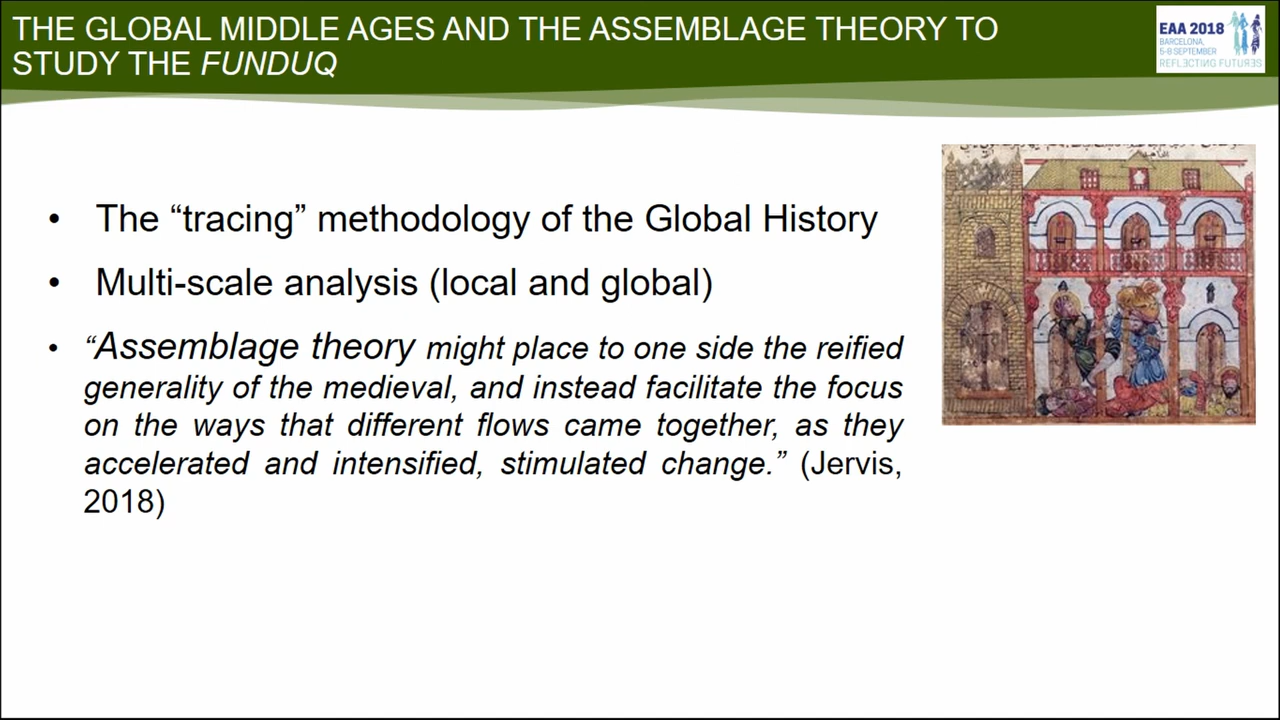 THE GLOBAL MIDDLE AGES AND THE ASSEMBLAGE THEORY TO
STUDY THE FUNDUQ
EAA 2018
BARCELONA,
5-8 SEPTEMBER
REFLECTING FUTURES
• The “tracing” methodology of the Global History
• Multi-scale analysis (local and global)
• “Assemblage theory might place to one side the reified
generality of the medieval, and instead facilitate the focus
on the ways that different flows came together, as they
accelerated and intensified, stimulated change.” (Jervis,
2018)